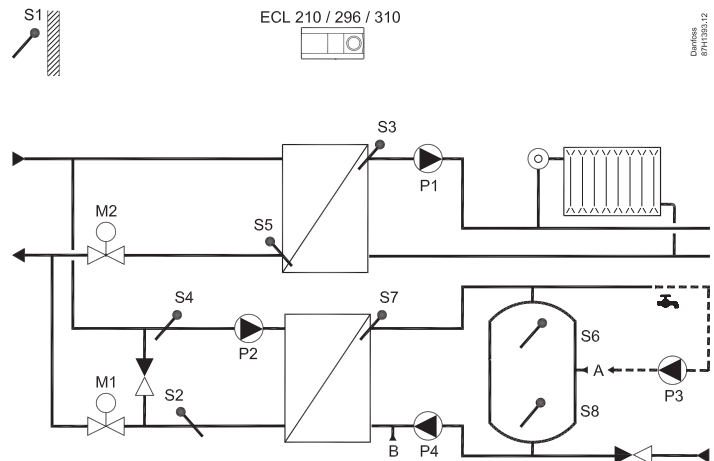 S1
ECL 210 / 296 / 310
Danfoss
87H1393.12
S3
P1
M2
S5
S4
S7
P2
S6
A
P3
M1
S2
S8
B
P4